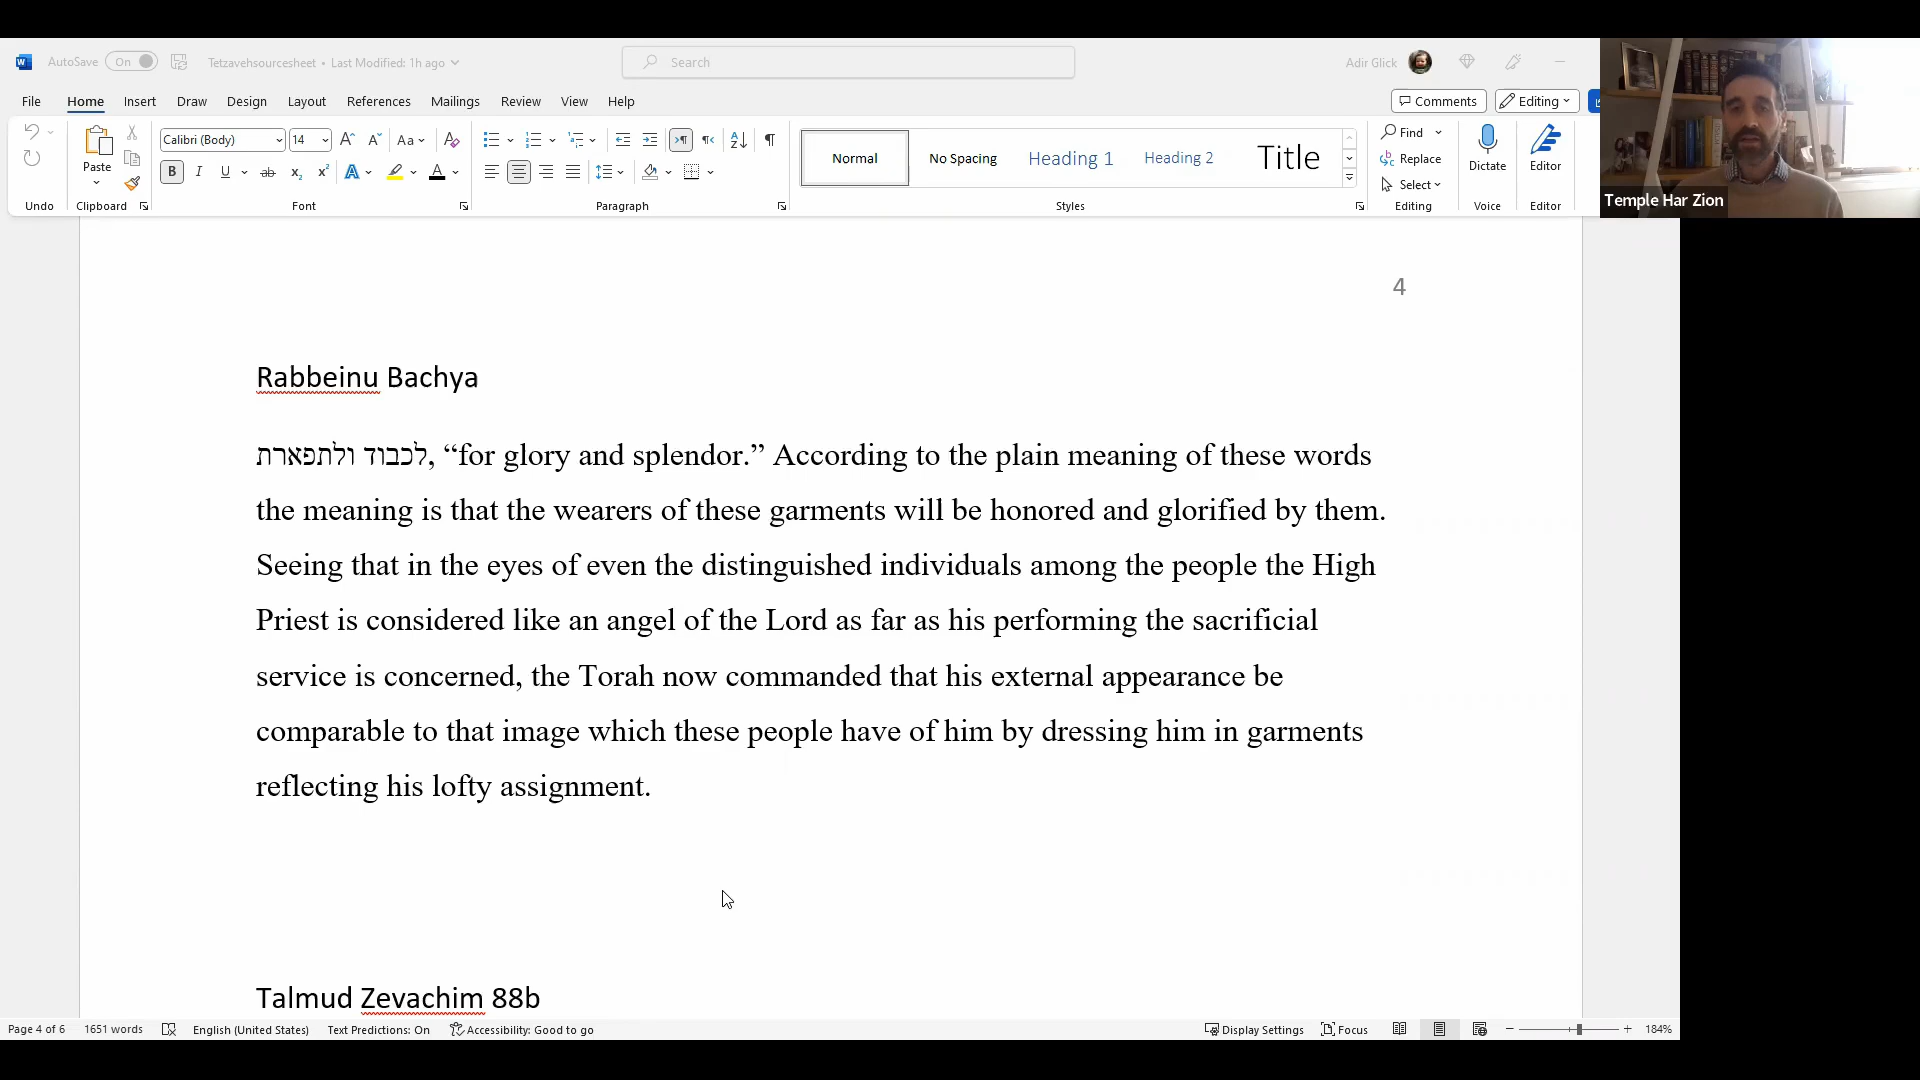 AutoSave On Tetzavehsourcesheet • Last Modified: 1h ago Search Adir Glick
File Home Insert Draw Design Layout References Mailings Review View Help Comments Editing
Calibri (Body) 14 Aa Find
Paste Normal No Spacing Heading 1 Heading 2 Title Replace Dictate Editor
B I U ab x₂ x² A A Select
Undo Clipboard Font Paragraph Styles Editing Voice Editor
Temple Har Zion
4
Rabbeinu Bachya
לכבוד ולתפארת, “for glory and splendor.” According to the plain meaning of these words
the meaning is that the wearers of these garments will be honored and glorified by them.
Seeing that in the eyes of even the distinguished individuals among the people the High
Priest is considered like an angel of the Lord as far as his performing the sacrificial
service is concerned, the Torah now commanded that his external appearance be
comparable to that image which these people have of him by dressing him in garments
reflecting his lofty assignment.
Talmud Zevachim 88b
Page 4 of 6 1651 words English (United States) Text Predictions: On Accessibility: Good to go Display Settings Focus 184%